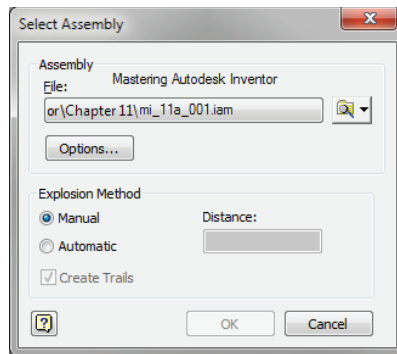 Select Assembly
x
Assembly
Mastering Autodesk Inventor
File:
or\Chapter 11\mi_11a_001.iam
Options...
Explosion Method
Manual
Distance:
Automatic
Create Trails
?
OK
Cancel